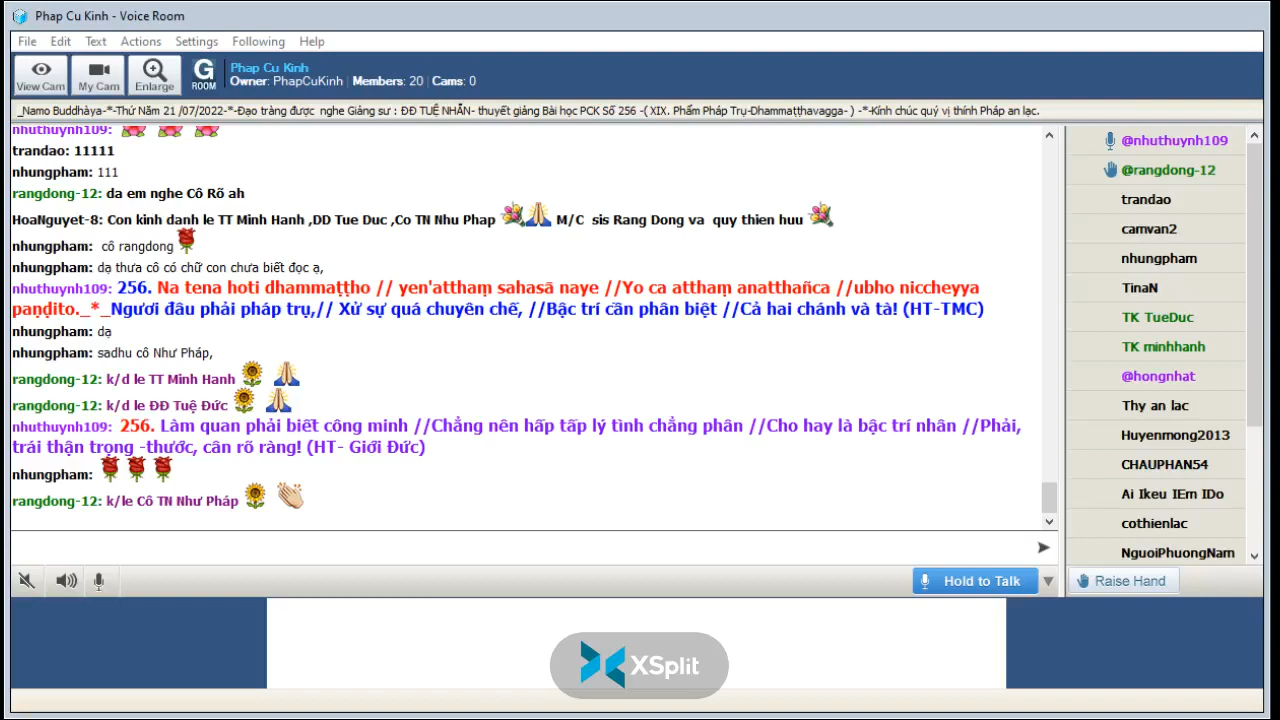 Phap Cu Kinh - Voice Room
File Edit Text Actions Settings Following Help
View Cam My Cam Enlarge G ROOM
Phap Cu Kinh
Owner: PhapCuKinh | Members: 20 | Cams: 0
_Namo Buddhàya-*-Thứ Năm 21 /07/2022-*-Đạo tràng được nghe Giảng sư : ĐĐ TUỆ NHẪN- thuyết giảng Bài học PCK Số 256 -( XIX. Phẩm Pháp Trụ-Dhammaṭṭhavagga- ) -*-Kính chúc quý vị thính Pháp an lạc.
nhuthuynh109:
trandao: 11111
nhungpham: 111
rangdong-12: da em nghe Cô Rõ ah
HoaNguyet-8: Con kinh danh le TT Minh Hanh ,DD Tue Duc ,Co TN Nhu Phap M/C sis Rang Dong va quy thien huu
nhungpham: cô rangdong
nhungpham: dạ thưa cô có chữ con chưa biết đọc ạ,
nhuthuynh109: 256. Na tena hoti dhammaṭṭho // yen'atthaṃ sahasā naye //Yo ca atthaṃ anatthañca //ubho niccheyya
paṇḍito._*_Ngươi đâu phải pháp trụ,// Xử sự quá chuyên chế, //Bậc trí cần phân biệt //Cả hai chánh và tà! (HT-TMC)
nhungpham: dạ
nhungpham: sadhu cô Như Pháp,
rangdong-12: k/d le TT Minh Hanh
rangdong-12: k/d le ĐĐ Tuệ Đức
nhuthuynh109: 256. Làm quan phải biết công minh //Chẳng nên hấp tấp lý tình chẳng phân //Cho hay là bậc trí nhân //Phải,
trái thận trọng -thước, cân rõ ràng! (HT- Giới Đức)
nhungpham:
rangdong-12: k/le Cô TN Như Pháp
@nhuthuynh109
@rangdong-12
trandao
camvan2
nhungpham
TinaN
TK TueDuc
TK minhhanh
@hongnhat
Thy an lac
Huyenmong2013
CHAUPHAN54
Ai Ikeu IEm IDo
cothienlac
NguoiPhuongNam
Hold to Talk
Raise Hand
XSplit